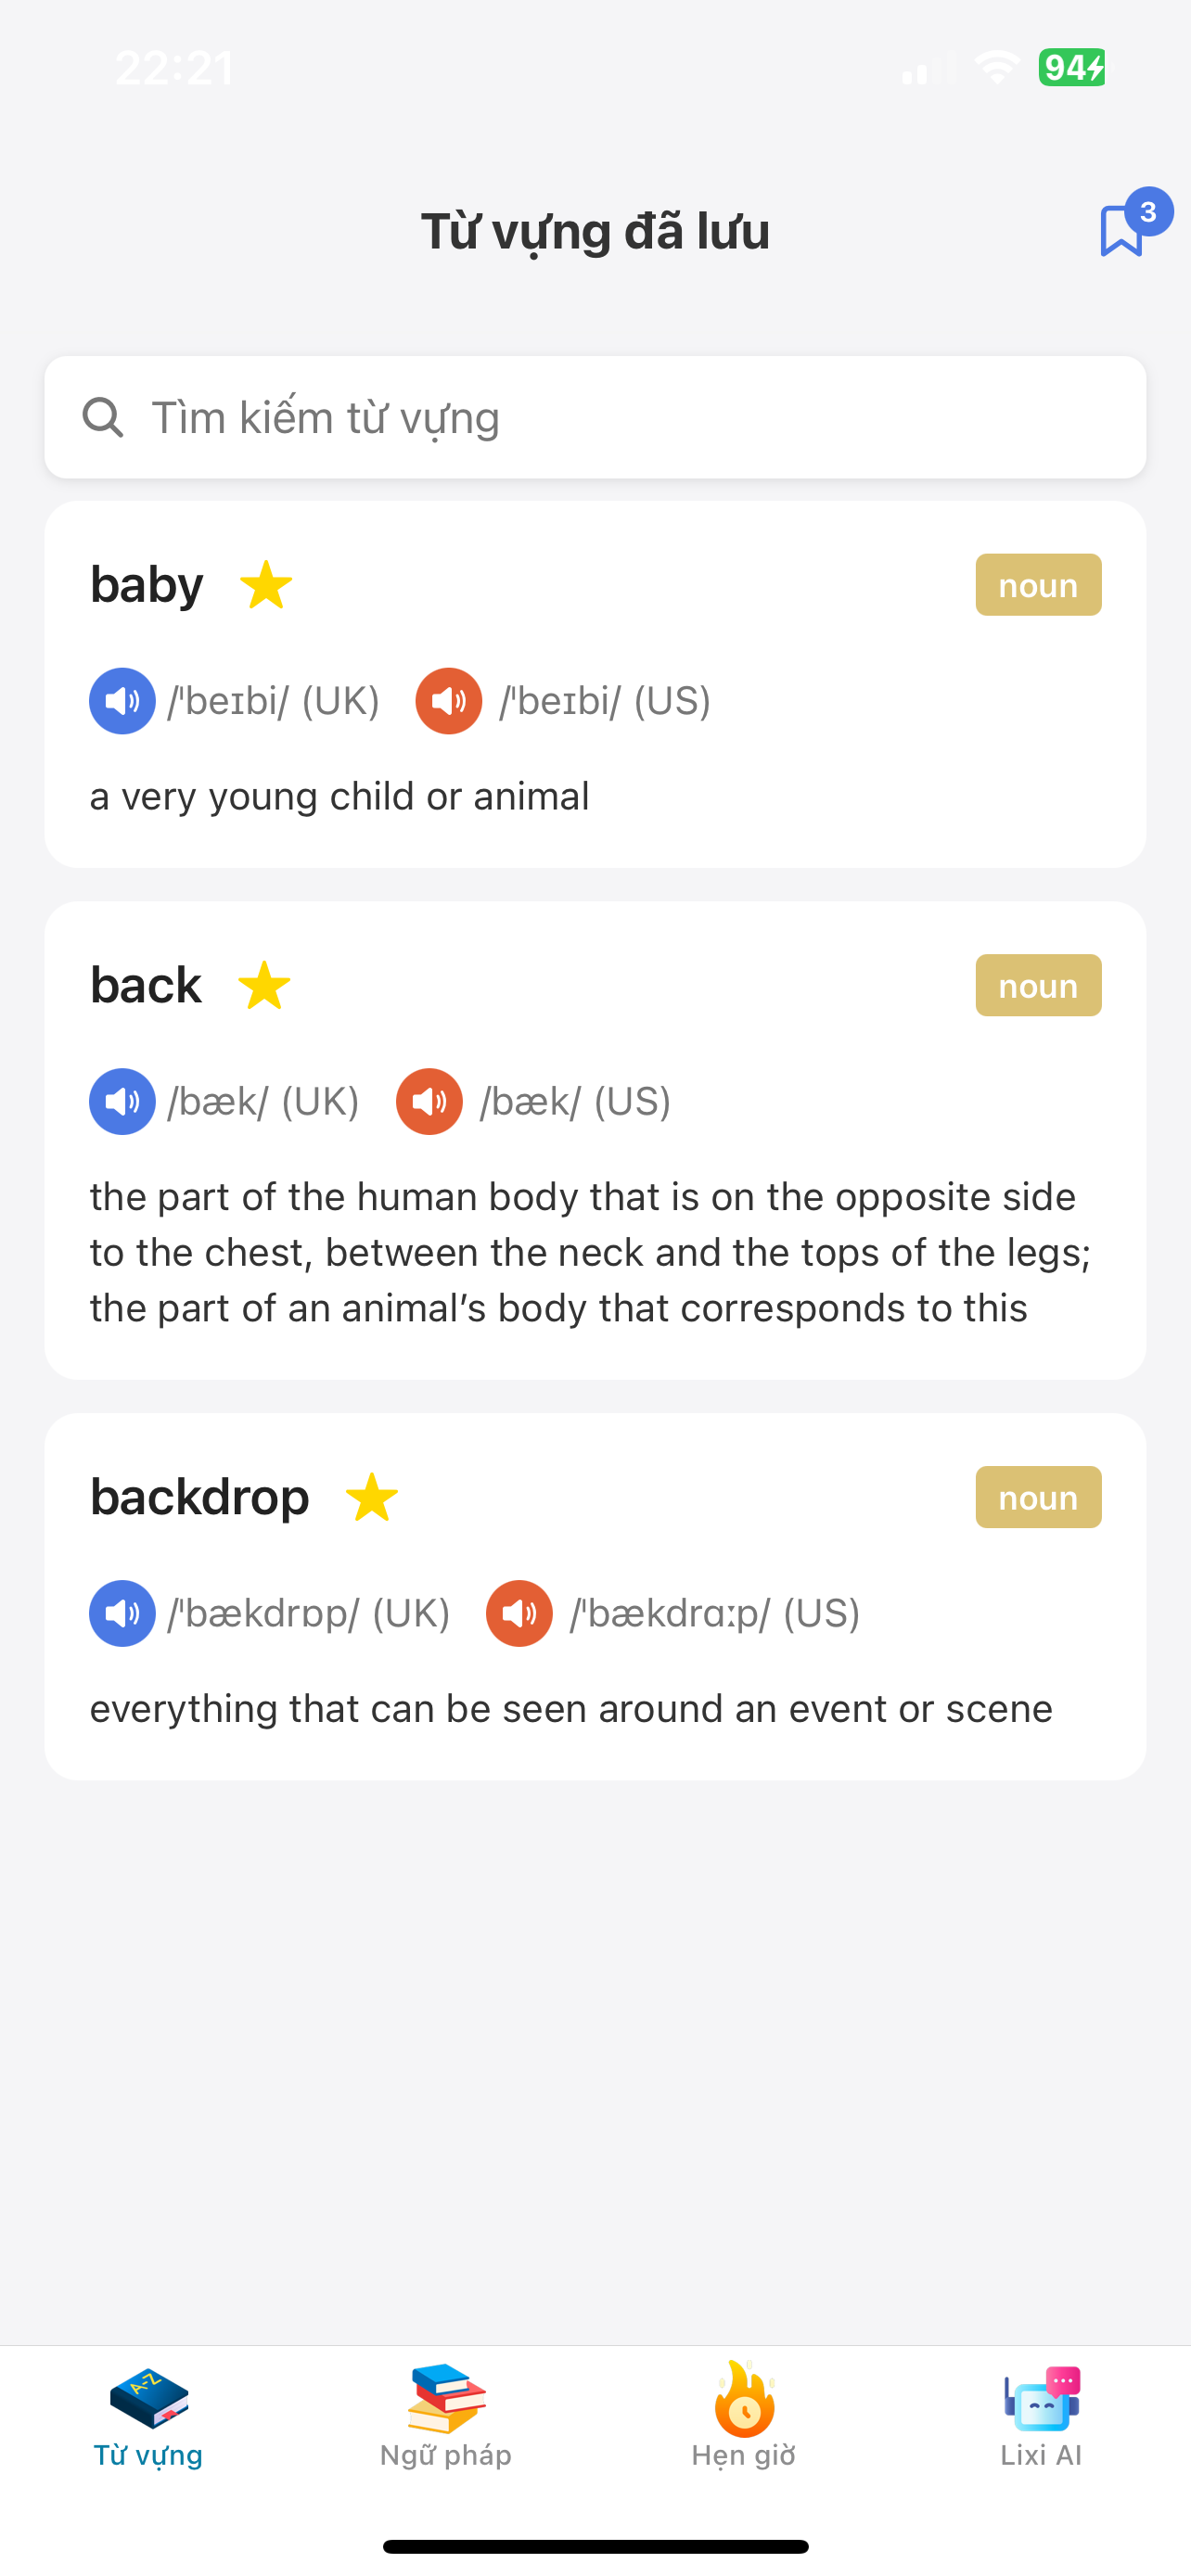 22:21
94
Từ vựng đã lưu
3
Tìm kiếm từ vựng
baby
noun
/ˈbeɪbi/ (UK) /ˈbeɪbi/ (US)
a very young child or animal
back
noun
/bæk/ (UK) /bæk/ (US)
the part of the human body that is on the opposite side
to the chest, between the neck and the tops of the legs;
the part of an animal’s body that corresponds to this
backdrop
noun
/ˈbækdrɒp/ (UK) /ˈbækdrɑːp/ (US)
everything that can be seen around an event or scene
A-Z
Từ vựng
Ngữ pháp
Hẹn giờ
Lixi AI